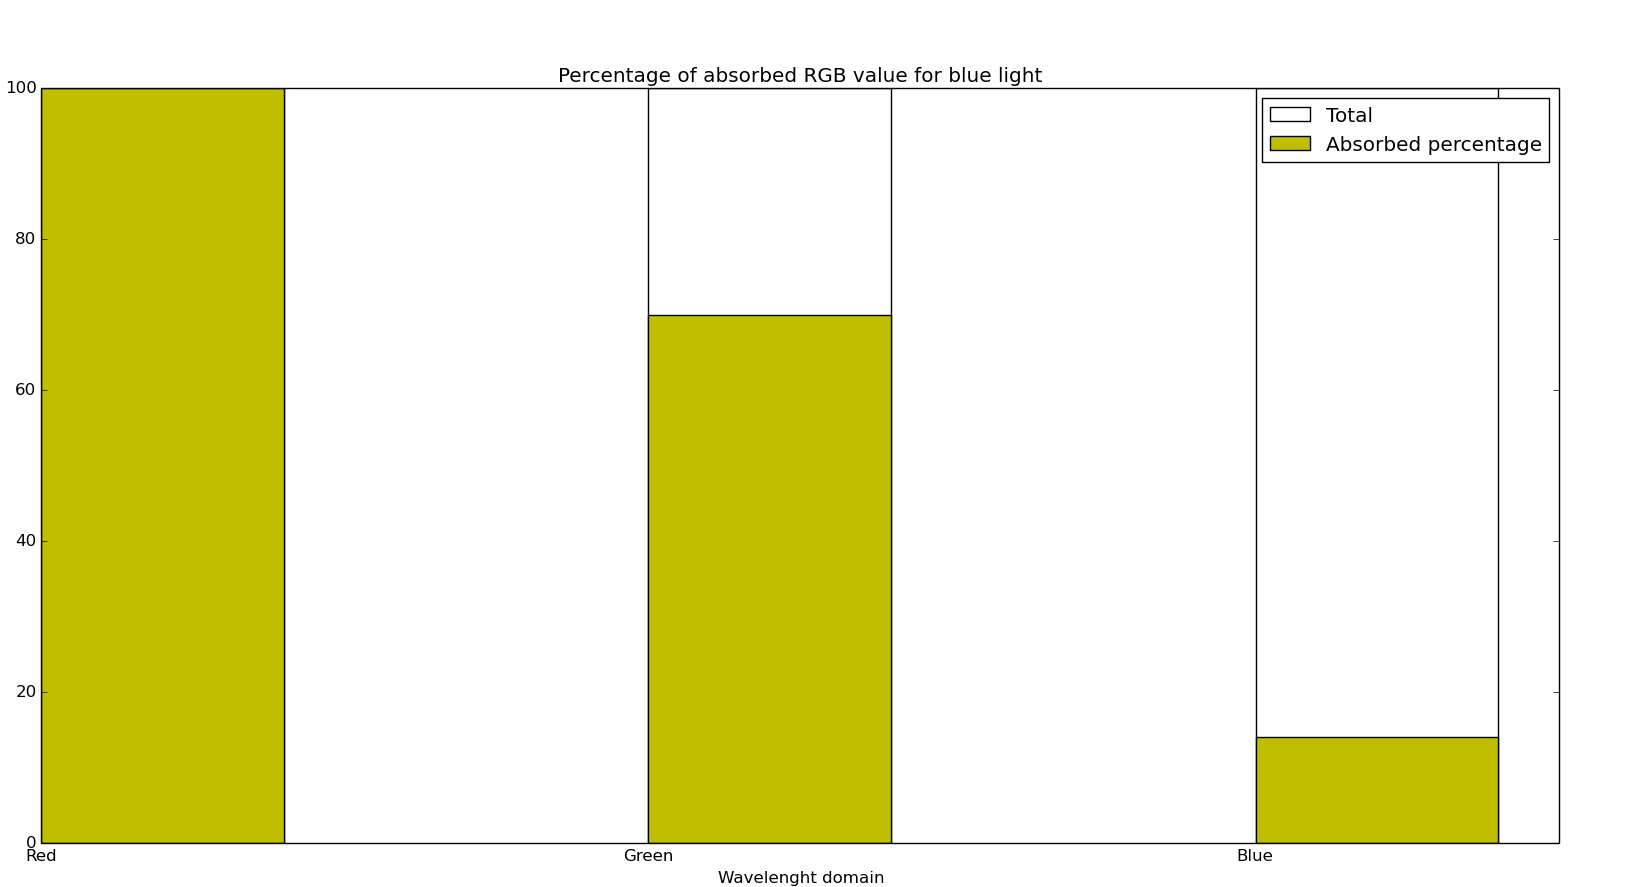 Percentage of absorbed RGB value for blue light
100
80
60
40
20
0
Total
Absorbed percentage
Red
Green
Blue
Wavelenght domain